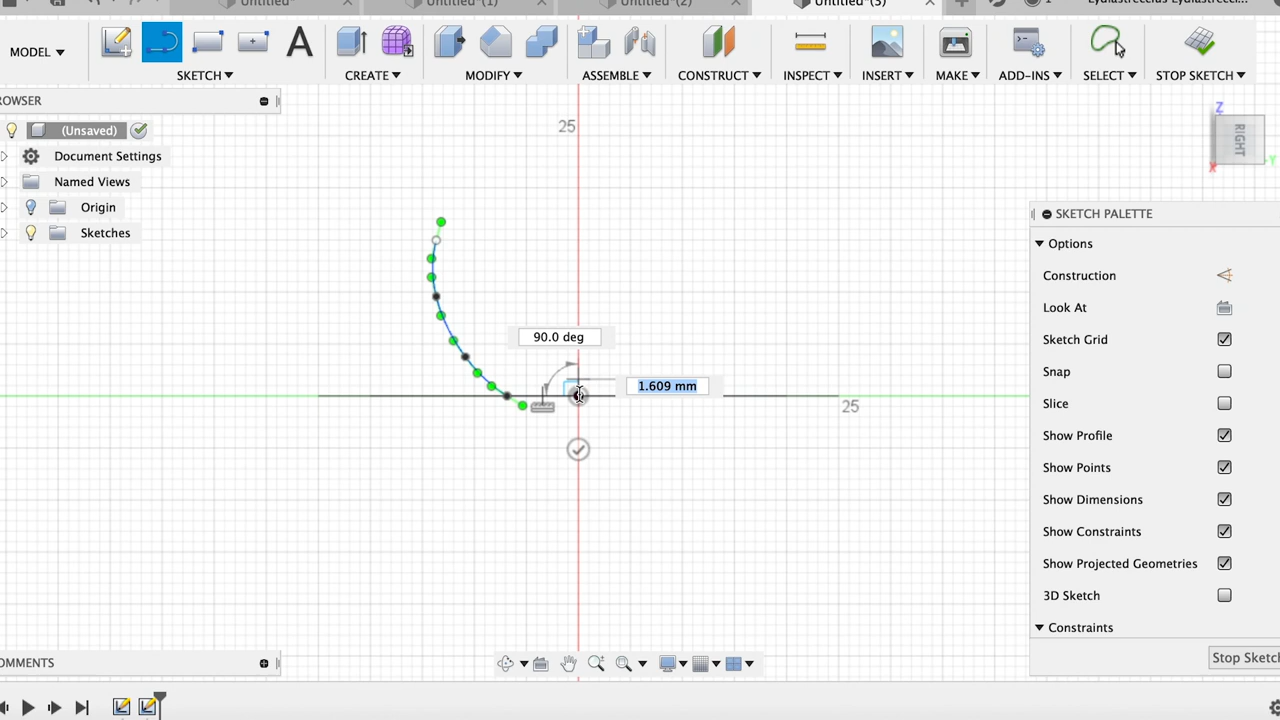 Untitled*
Untitled*(1)
Untitled*(2)
Untitled*(3)
1
MODEL
SKETCH
CREATE
MODIFY
ASSEMBLE
CONSTRUCT
INSPECT
INSERT
MAKE
ADD-INS
SELECT
STOP SKETCH
ROWSER
(Unsaved)
Document Settings
Named Views
Origin
Sketches
25
90.0 deg
1.609 mm
25
Z
RIGHT
X
Y
SKETCH PALETTE
Options
Construction
Look At
Sketch Grid
Snap
Slice
Show Profile
Show Points
Show Dimensions
Show Constraints
Show Projected Geometries
3D Sketch
Constraints
Stop Sketch
OMMENTS